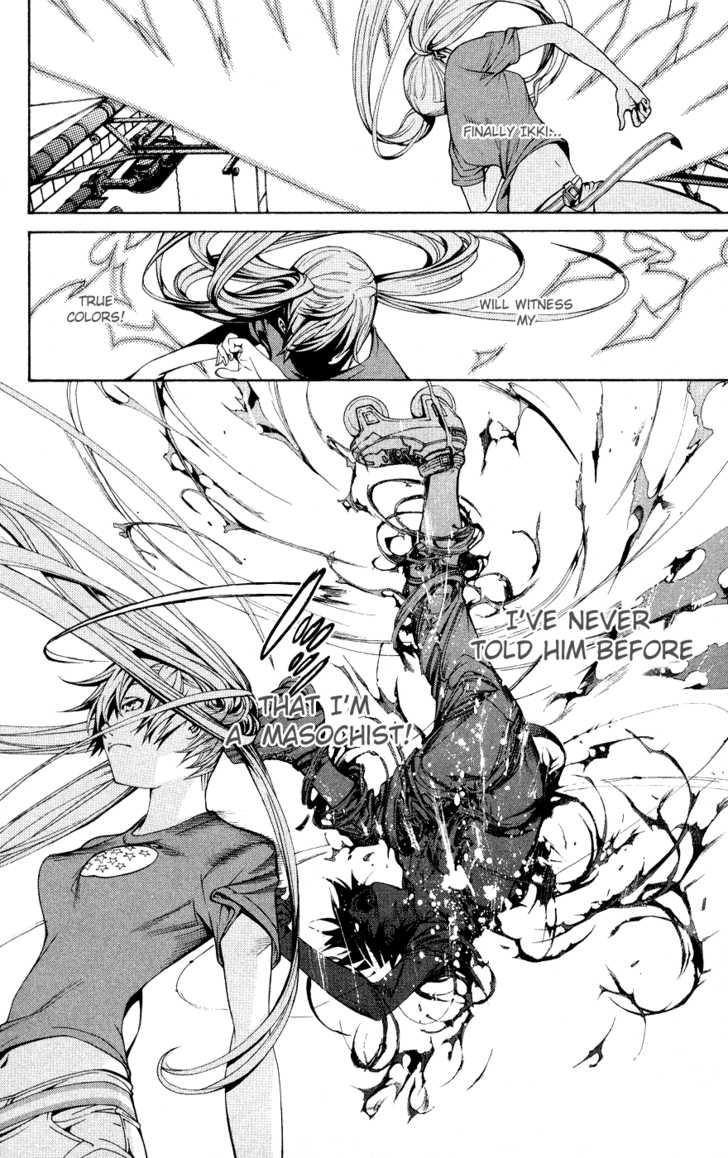 FINALLY IKKI...
WILL WITNESS
MY
TRUE
COLORS!
I'VE NEVER
TOLD HIM BEFORE
THAT I'M
A MASOCHIST!